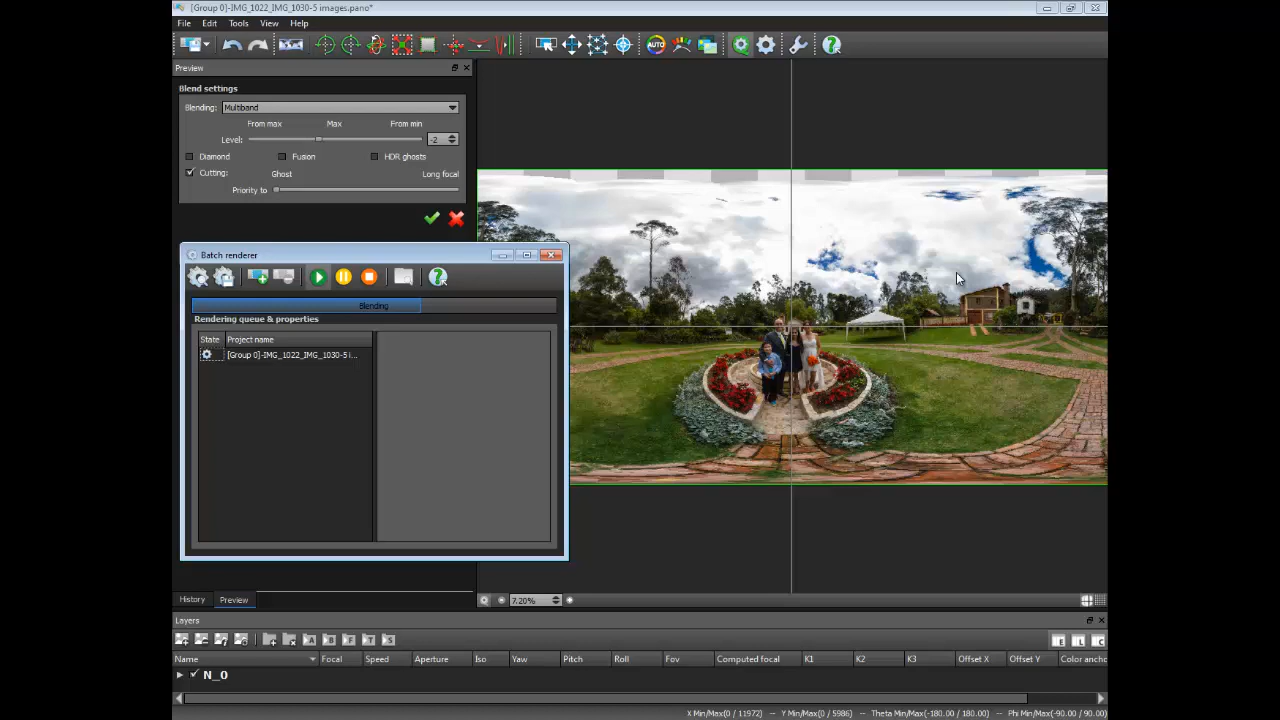 [Group 0]-IMG_1022_IMG_1030-5 images.pano*
File Edit Tools View Help
AUTO
Preview
Blend settings
Blending: Multiband
From max Max From min
Level: -2
Diamond Fusion HDR ghosts
Cutting: Ghost Long focal
Priority to
Batch renderer
Blending
Rendering queue & properties
State Project name
[Group 0]-IMG_1022_IMG_1030-5 i...
History Preview
7.20%
Layers
A B F T S
E L C
Name Focal Speed Aperture Iso Yaw Pitch Roll Fov Computed focal K1 K2 K3 Offset X Offset Y Color ancho
N_0
X Min/Max(0 / 11972) -- Y Min/Max(0 / 5986) -- Theta Min/Max(-180.00 / 180.00) -- Phi Min/Max(-90.00 / 90.00)